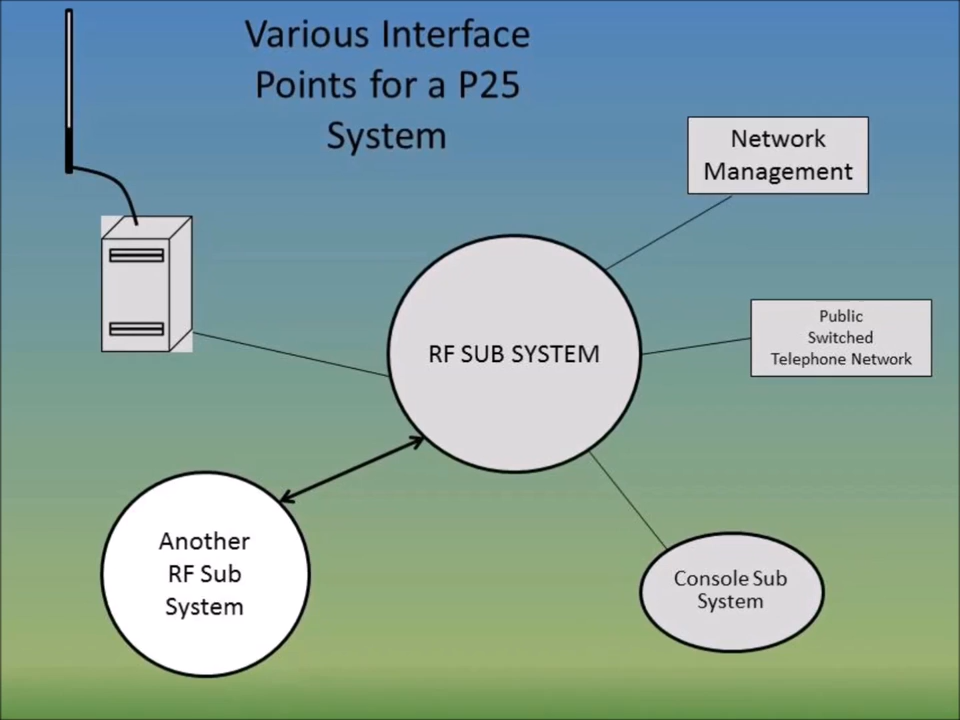 Various Interface
Points for a P25
System
Network
Management
Public
Switched
Telephone Network
RF SUB SYSTEM
Another
RF Sub
System
Console Sub
System